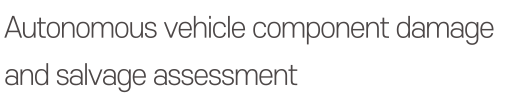 Autonomous vehicle component damage
and salvage assessment